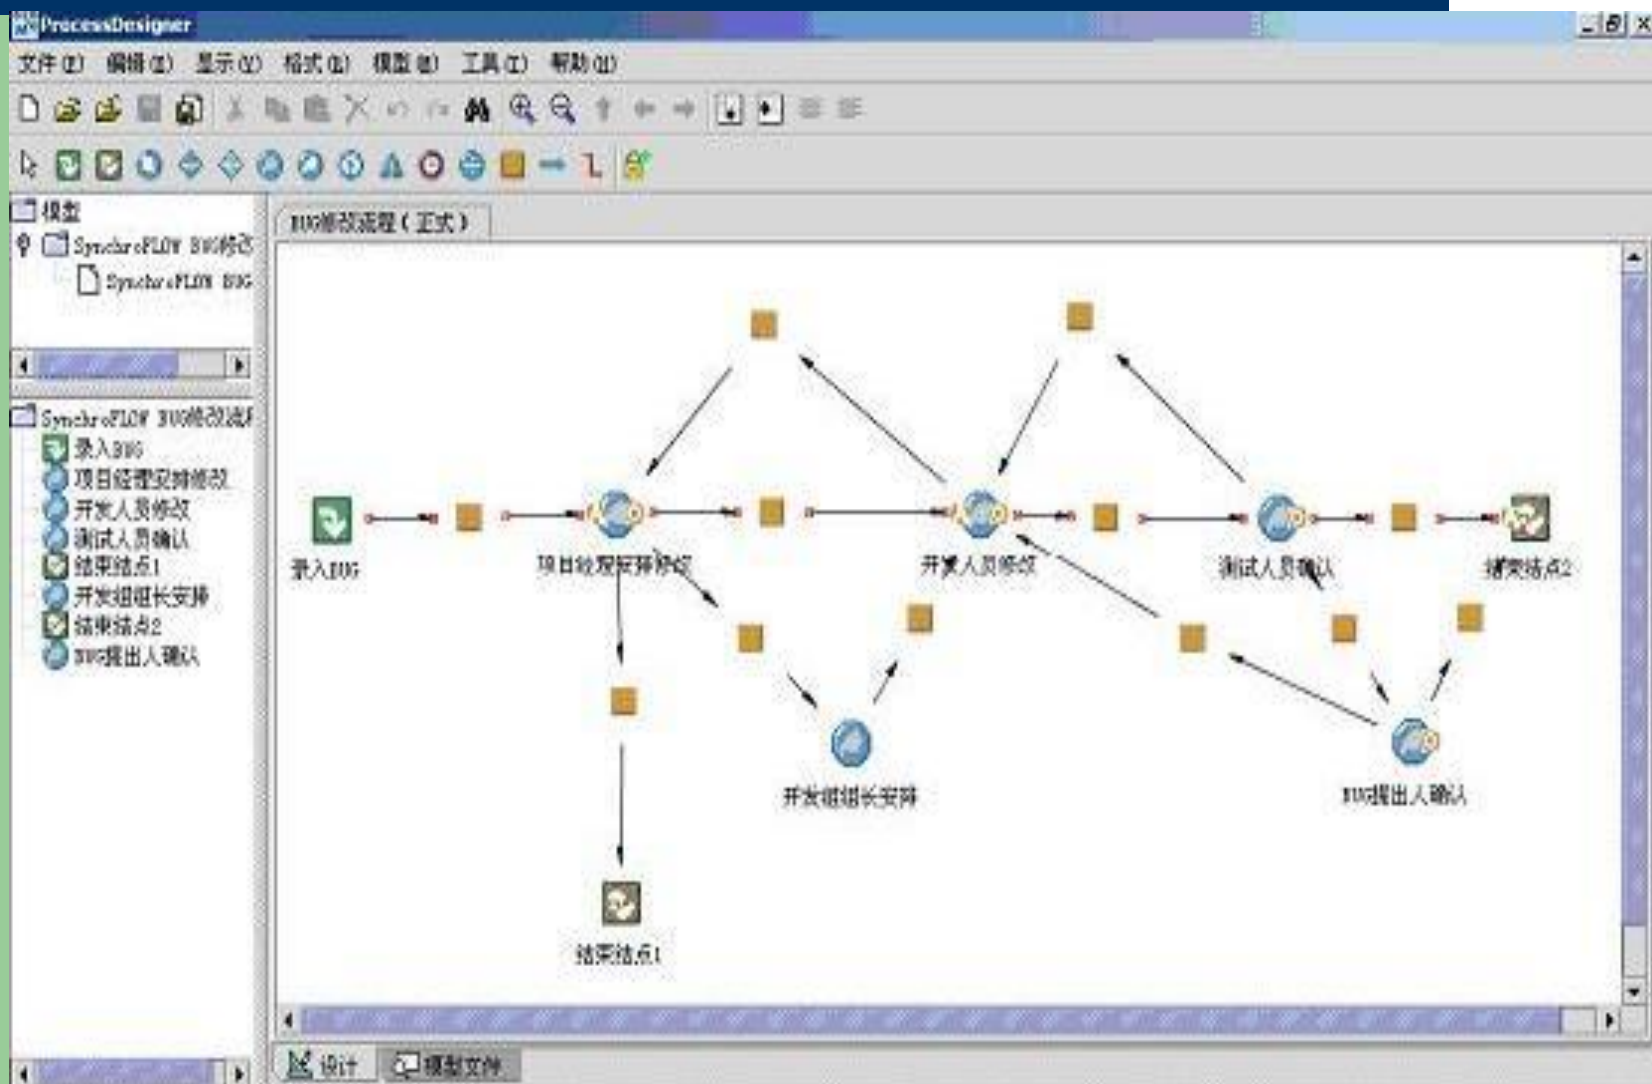 ProcessDesigner
文件(F) 编辑(E) 显示(V) 格式(R) 模型(M) 工具(T) 帮助(H)
模型
SynchroFLOW BUG修改
SynchroFLOW BUG
BUG修改流程(正式)
SynchroFLOW BUG修改流程
录入BUG
项目经理安排修改
开发人员修改
测试人员确认
结束结点1
开发组组长安排
结束结点2
BUG提出人确认
录入BUG
项目经理安排修改
开发人员修改
测试人员确认
结束结点2
开发组组长安排
BUG提出人确认
结束结点1
设计 模型文件